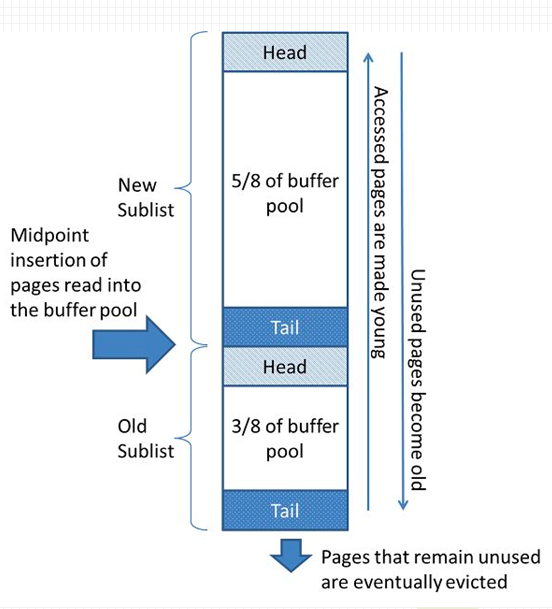 Head
5/8 of buffer
pool
New
Sublist
Midpoint
insertion of
pages read into
the buffer pool
Tail
Head
Old
Sublist
3/8 of buffer
pool
Tail
Accessed pages are made young
Unused pages become old
Pages that remain unused
are eventually evicted